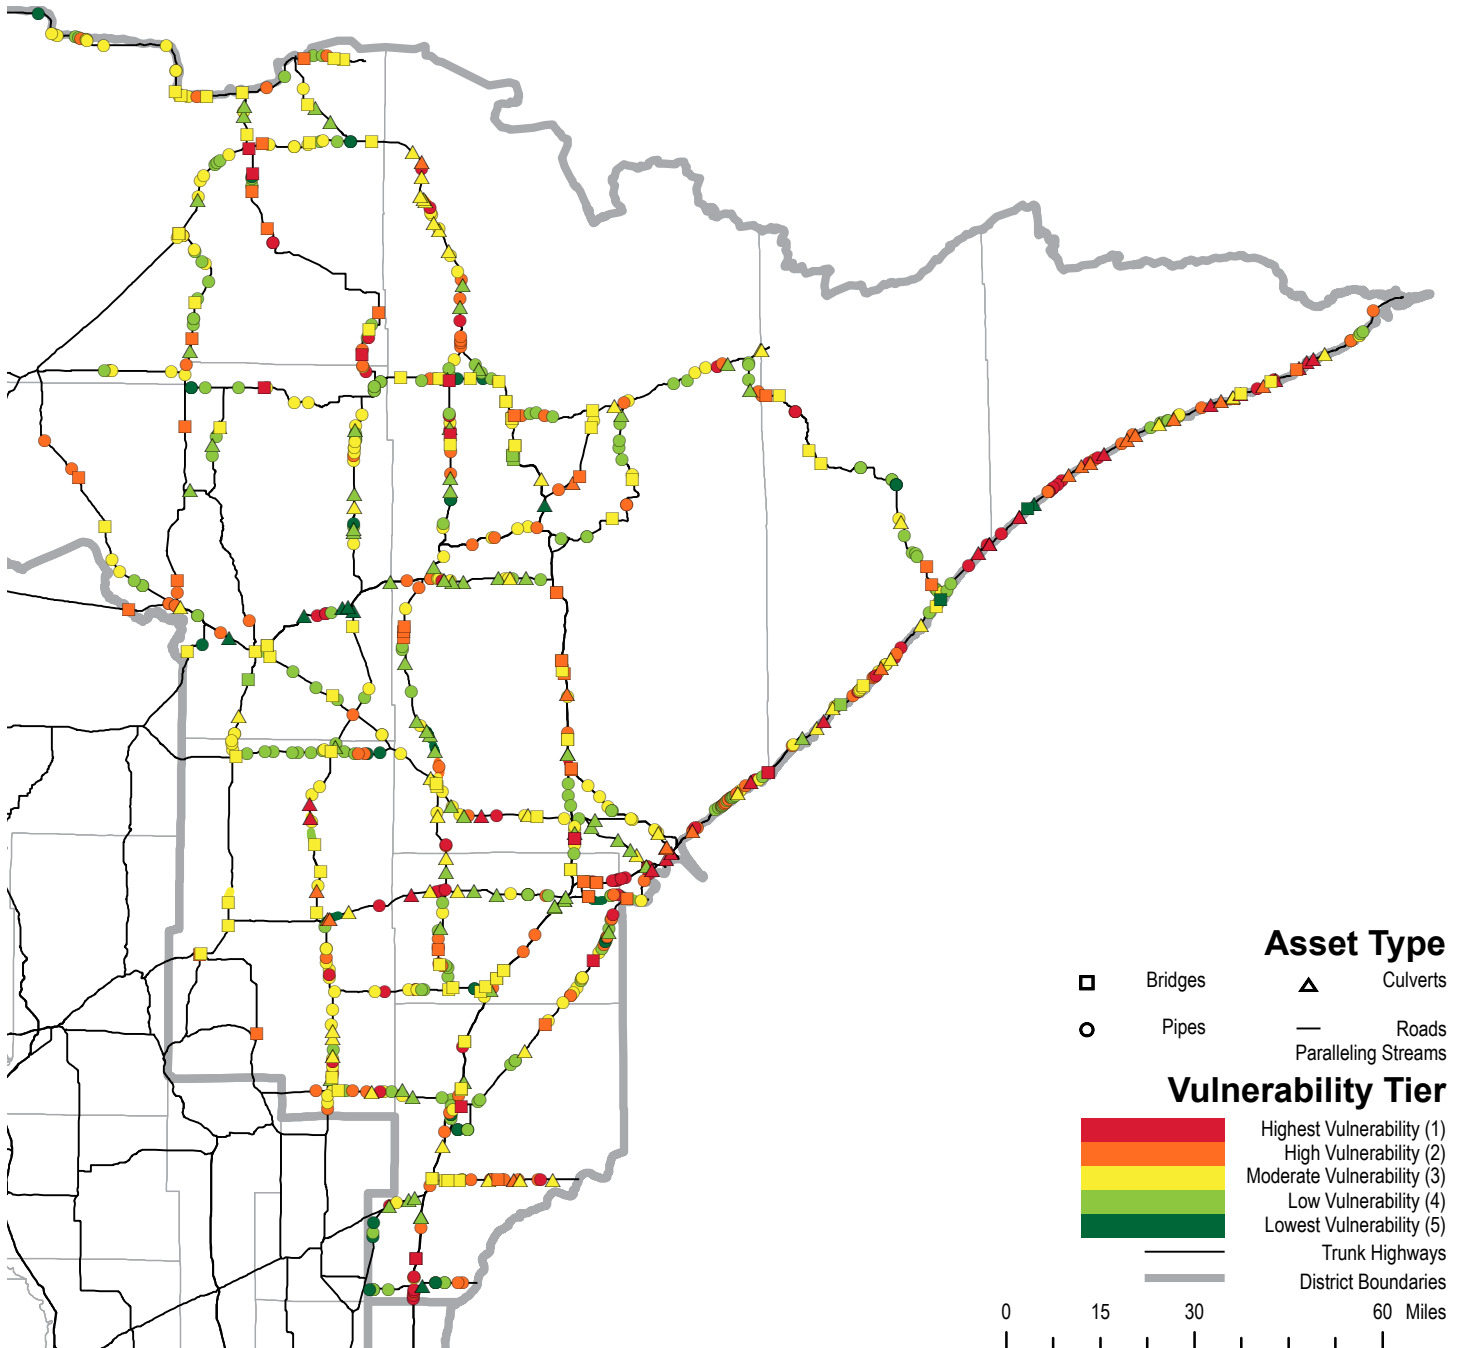 Asset Type
Bridges
Culverts
Pipes
Roads
Paralleling Streams
Vulnerability Tier
Highest Vulnerability (1)
High Vulnerability (2)
Moderate Vulnerability (3)
Low Vulnerability (4)
Lowest Vulnerability (5)
Trunk Highways
District Boundaries
0 15 30 60 Miles